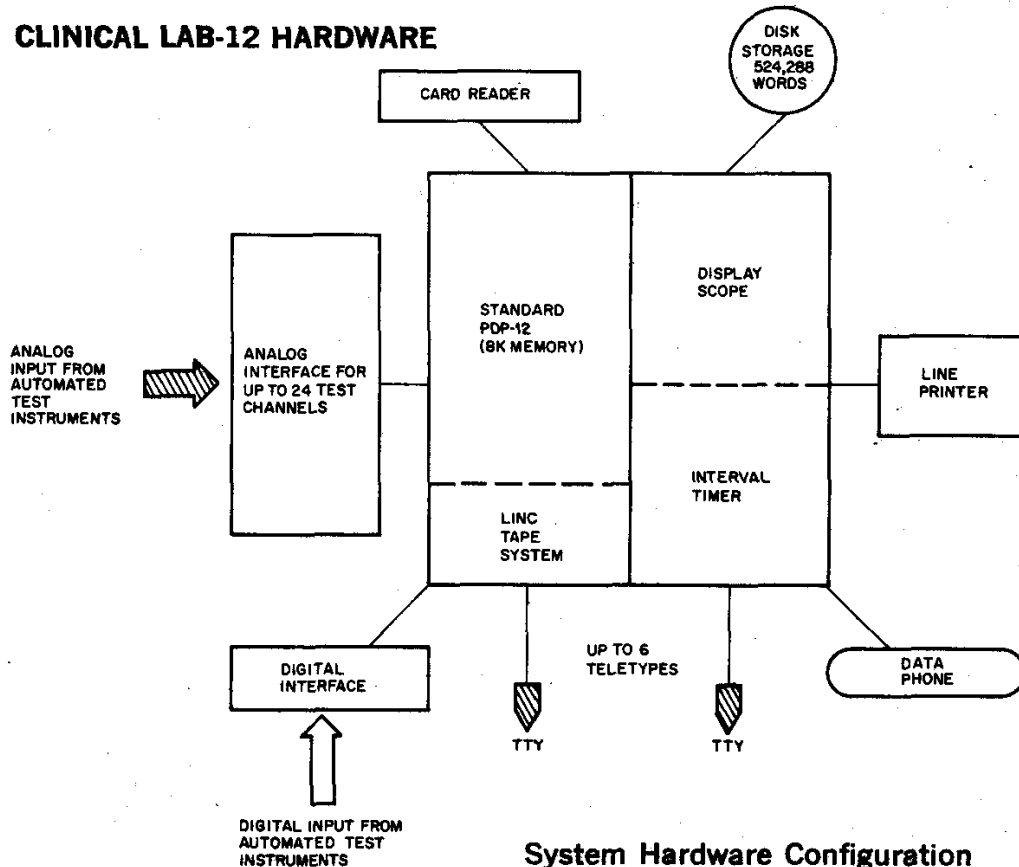 CLINICAL LAB-12 HARDWARE
DISK
STORAGE
524,288
WORDS
CARD READER
ANALOG
INPUT FROM
AUTOMATED
TEST
INSTRUMENTS
ANALOG
INTERFACE FOR
UP TO 24 TEST
CHANNELS
STANDARD
PDP-12
(8K MEMORY)
DISPLAY
SCOPE
LINE
PRINTER
LINC
TAPE
SYSTEM
INTERVAL
TIMER
DIGITAL
INTERFACE
UP TO 6
TELETYPES
DATA
PHONE
TTY
TTY
DIGITAL INPUT FROM
AUTOMATED TEST
INSTRUMENTS
System Hardware Configuration